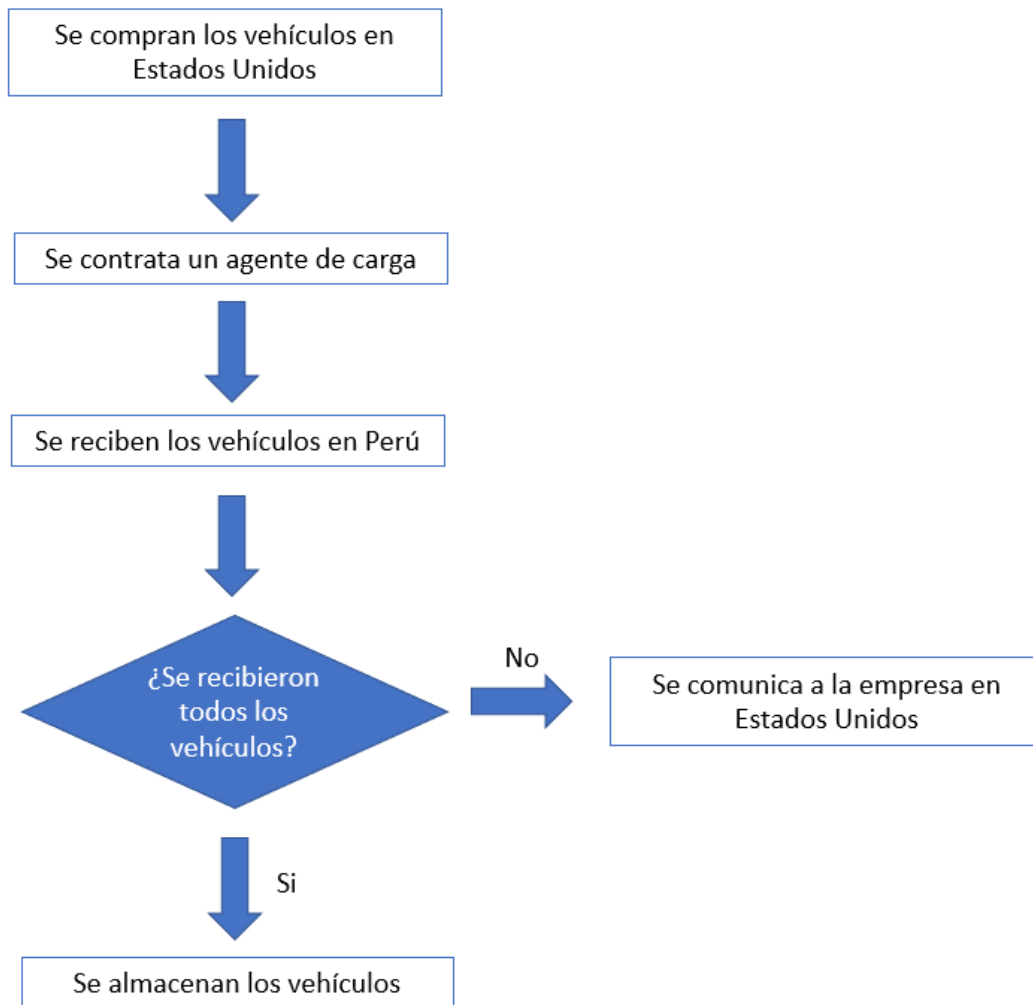 Se compran los vehículos en
Estados Unidos
Se contrata un agente de carga
Se reciben los vehículos en Perú
¿Se recibieron
todos los
vehículos?
No
Se comunica a la empresa en
Estados Unidos
Si
Se almacenan los vehículos